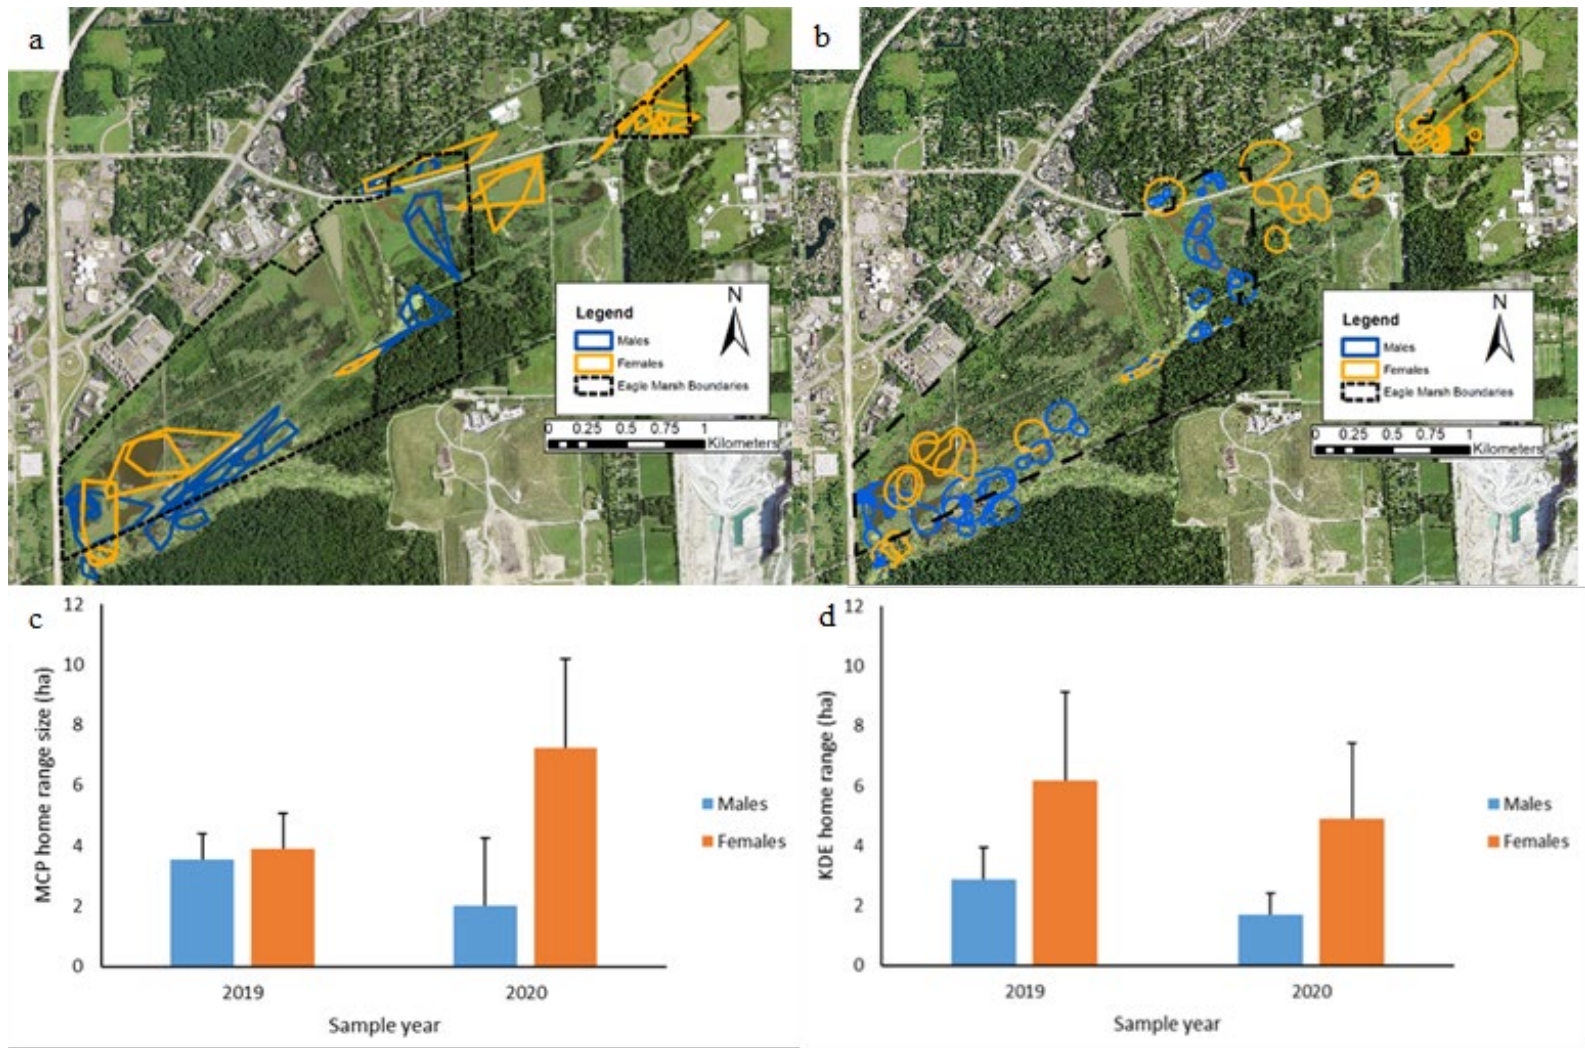 a
N
Legend
Males
Females
Eagle Marsh Boundaries
0 0.25 0.5 0.75 1
Kilometers
b
N
Legend
Males
Females
Eagle Marsh Boundaries
0 0.25 0.5 0.75 1
Kilometers
c
12
10
8
6
4
2
0
MCP home range size (ha)
2019 2020
Sample year
Males
Females
d
12
10
8
6
4
2
0
KDE home range (ha)
2019 2020
Sample year
Males
Females